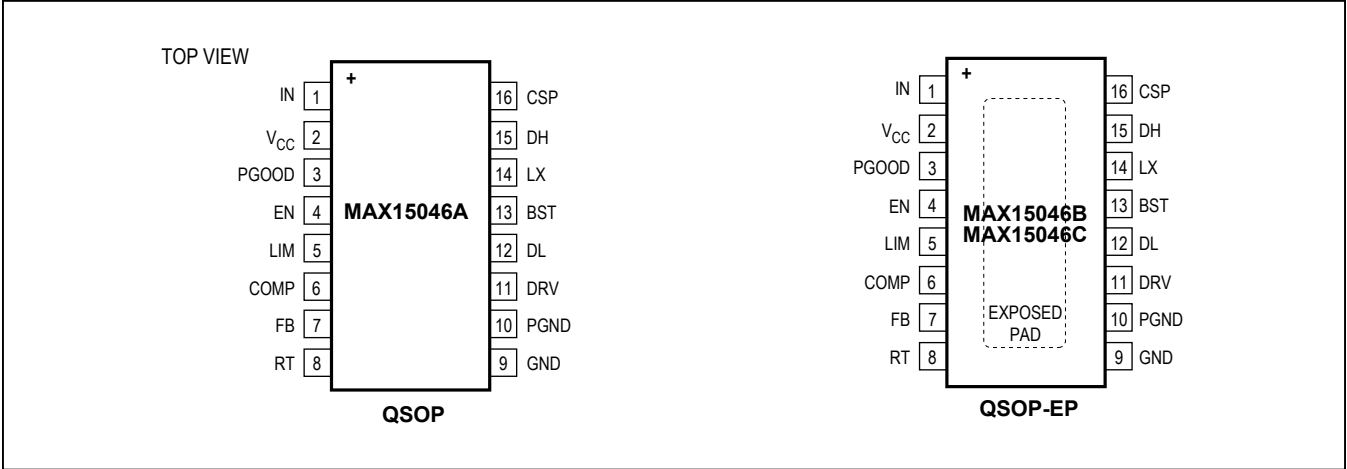 TOP VIEW
+
IN 1
16 CSP
VCC 2
15 DH
PGOOD 3
14 LX
EN 4
MAX15046A
13 BST
LIM 5
12 DL
COMP 6
11 DRV
FB 7
10 PGND
RT 8
9 GND
QSOP
+
IN 1
16 CSP
VCC 2
15 DH
PGOOD 3
14 LX
EN 4
MAX15046B
13 BST
MAX15046C
LIM 5
12 DL
COMP 6
11 DRV
FB 7
EXPOSED
PAD
10 PGND
RT 8
9 GND
QSOP-EP